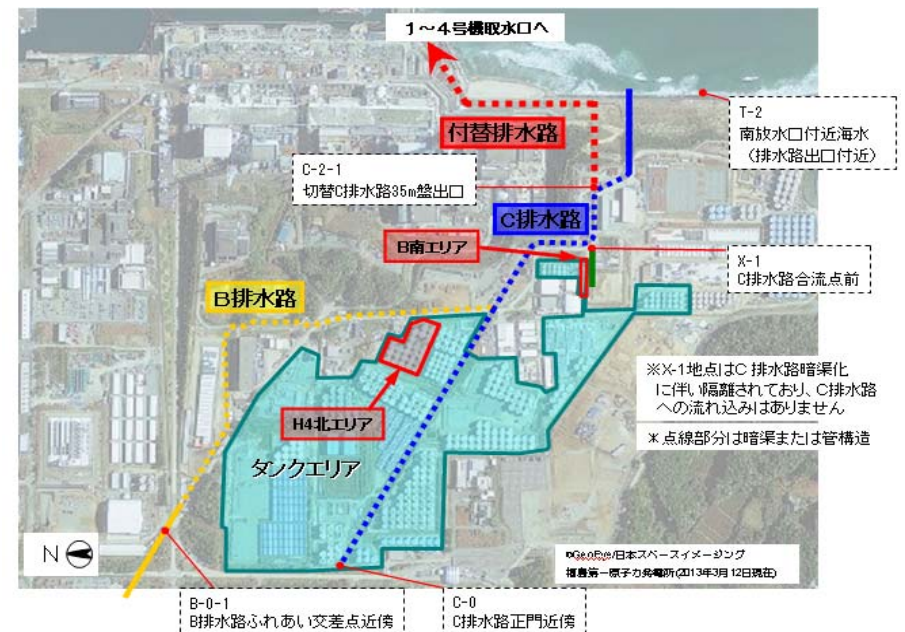 1~4号機取水口へ
付替排水路
T-2
南放水口付近海水
(排水路出口付近)
C-2-1
切替C排水路35m盤出口
C排水路
B南エリア
X-1
C排水路合流点前
B排水路
※X-1地点はC排水路暗渠化
に伴い隔離されており、C排水路
への流れ込みはありません
H4北エリア
＊点線部分は暗渠または管構造
タンクエリア
N
©GeoEye/日本スペースイメージング
福島第一原子力発電所(2013年3月12日現在)
B-0-1
B排水路ふれあい交差点近傍
C-0
C排水路正門近傍